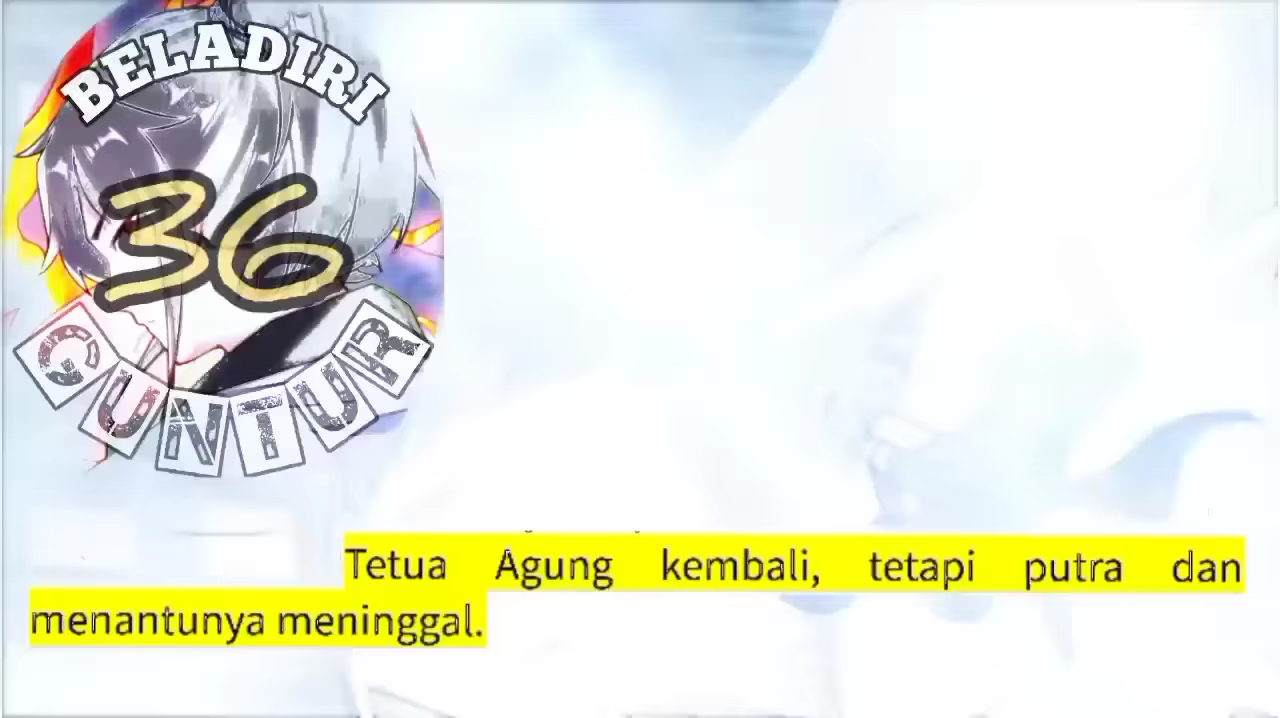 BELADIRI
36
GUNTUR
Tetua Agung kembali, tetapi putra dan
menantunya meninggal.